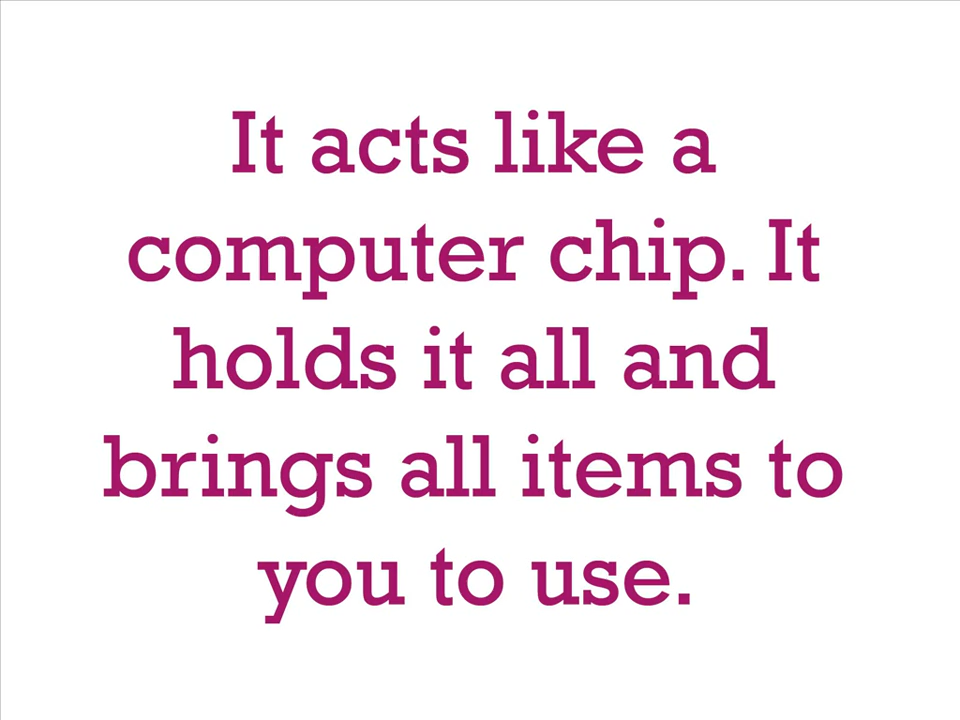 It acts like a
computer chip. It
holds it all and
brings all items to
you to use.